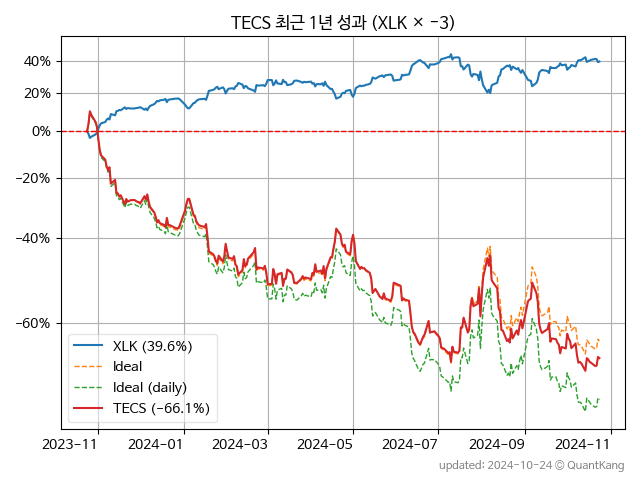 TECS 최근 1년 성과 (XLK × −3)
40%
20%
0%
−20%
−40%
−60%
XLK (39.6%)
Ideal
Ideal (daily)
TECS (−66.1%)
2023-11 2024-01 2024-03 2024-05 2024-07 2024-09 2024-11
updated: 2024-10-24 © QuantKang